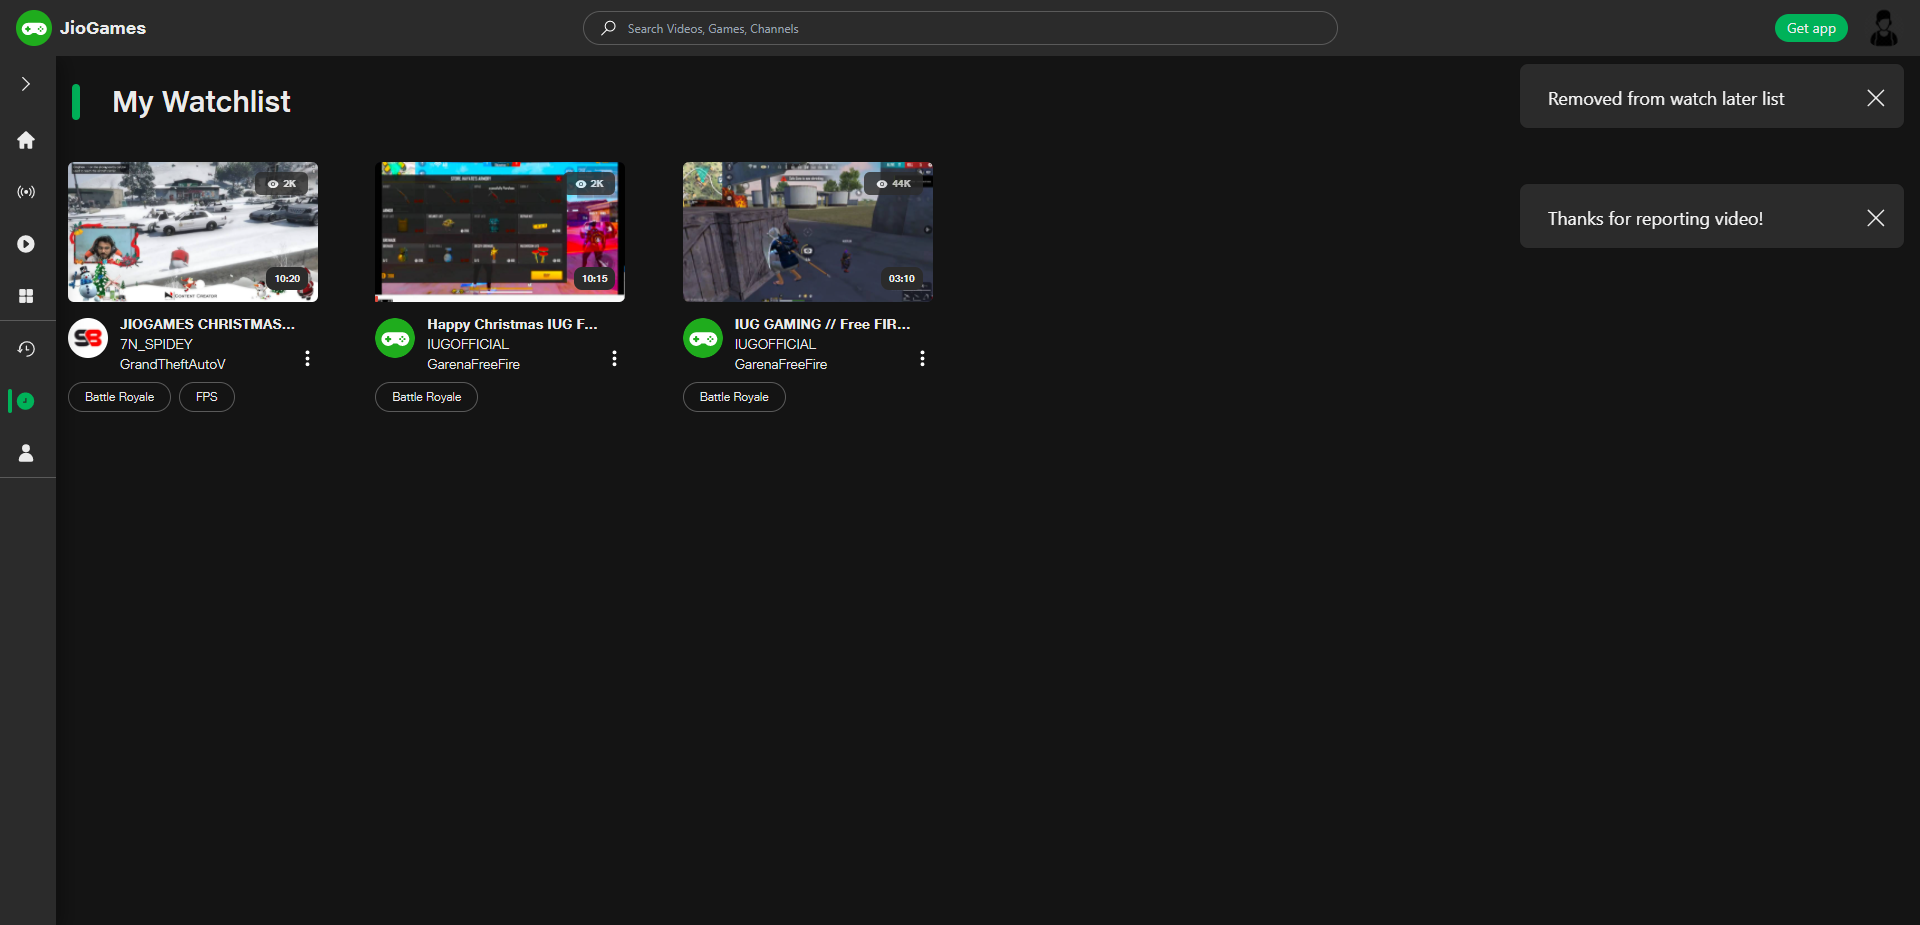 JioGames
Search Videos, Games, Channels
Get app
My Watchlist
Removed from watch later list
Thanks for reporting video!
2K
10:20
2K
10:15
44K
03:10
JIOGAMES CHRISTMAS...
7N_SPIDEY
GrandTheftAutoV
Battle Royale
FPS
Happy Christmas IUG F...
IUGOFFICIAL
GarenaFreeFire
Battle Royale
IUG GAMING // Free FIR...
IUGOFFICIAL
GarenaFreeFire
Battle Royale